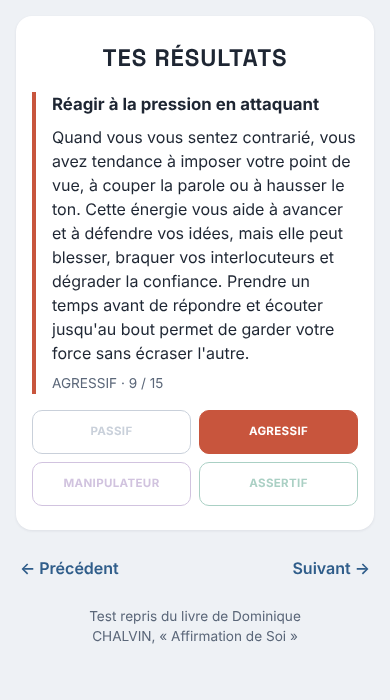 TES RÉSULTATS
Réagir à la pression en attaquant
Quand vous vous sentez contrarié, vous
avez tendance à imposer votre point de
vue, à couper la parole ou à hausser le
ton. Cette énergie vous aide à avancer
et à défendre vos idées, mais elle peut
blesser, braquer vos interlocuteurs et
dégrader la confiance. Prendre un
temps avant de répondre et écouter
jusqu'au bout permet de garder votre
force sans écraser l'autre.
AGRESSIF · 9 / 15
PASSIF
AGRESSIF
MANIPULATEUR
ASSERTIF
← Précédent
Suivant →
Test repris du livre de Dominique
CHALVIN, « Affirmation de Soi »